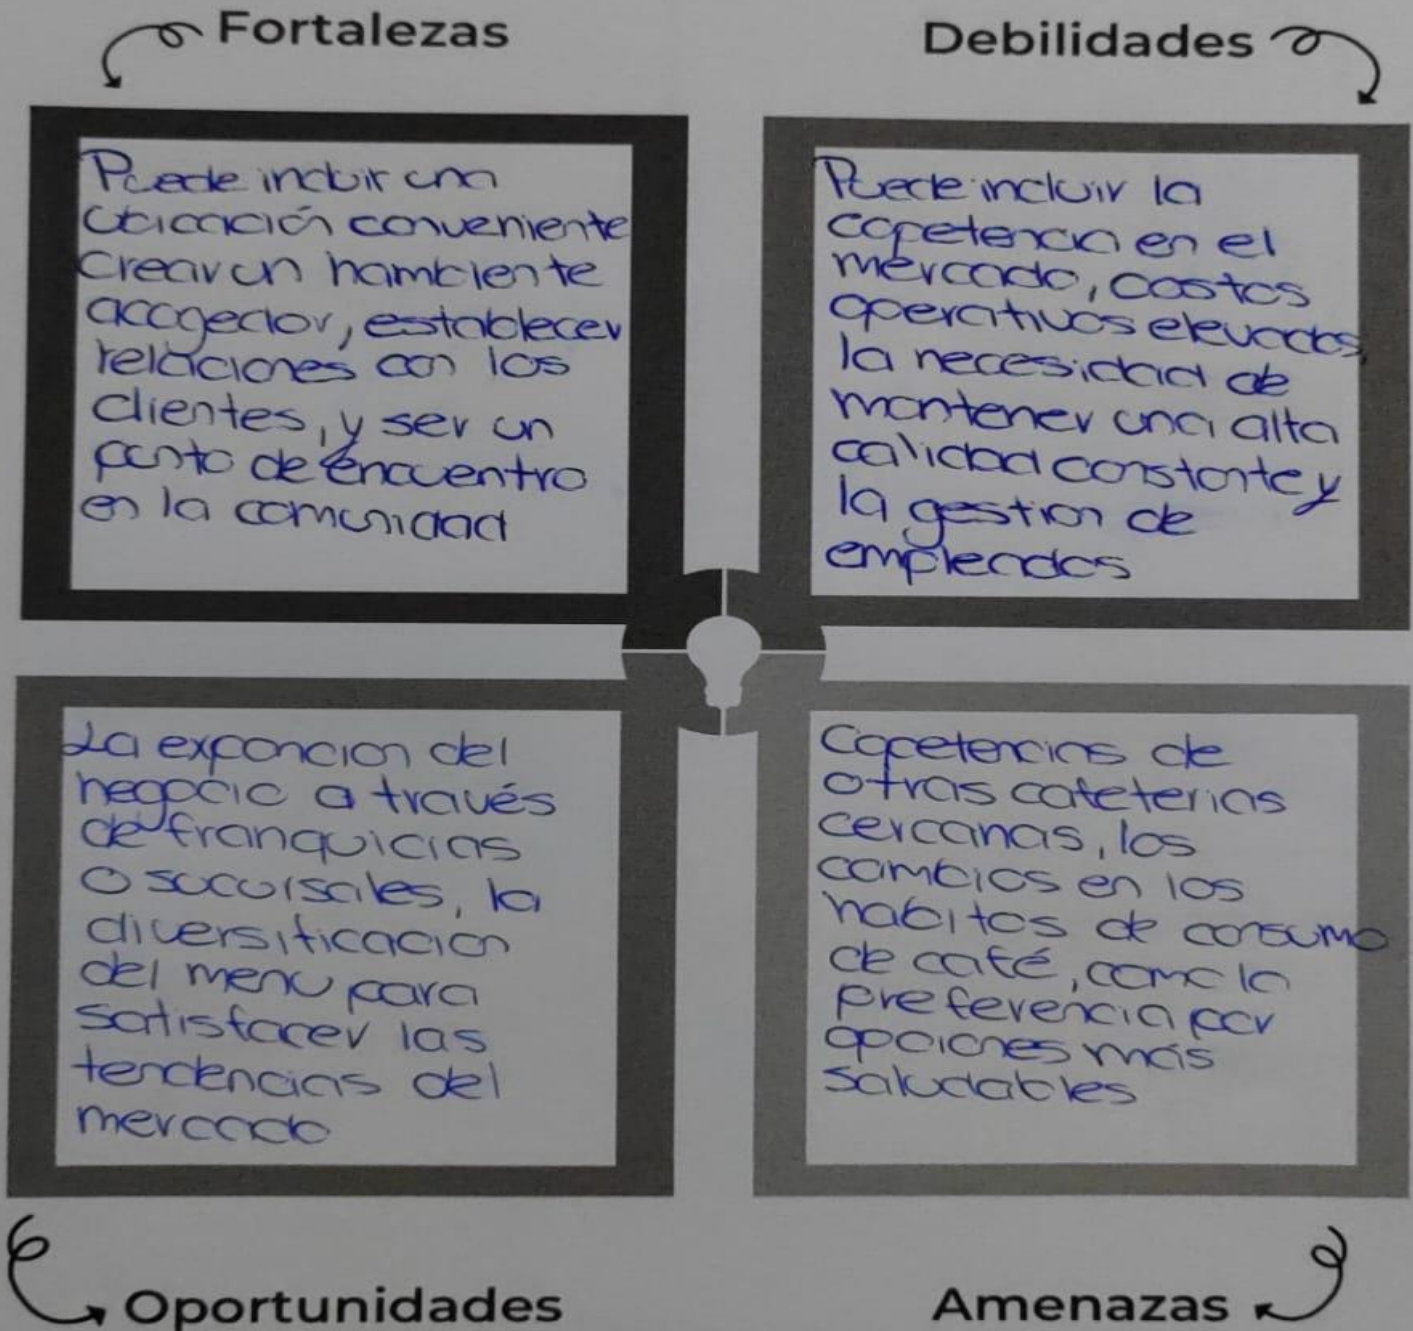 Fortalezas
Puede incluir una
ubicación conveniente
Crear un hambiente
acogedor, establecer
relaciones con los
clientes, y ser un
punto de encuentro
en la comunidad
Debilidades
Puede incluir la
copetencia en el
mercado, costos
operativos elevados,
la necesidad de
mantener una alta
calidad constante y
la gestion de
empleados
La expancion del
negocio a través
de franquicias
o sucursales, la
diversificacion
del menu para
satisfacer las
tendencias del
mercado
Oportunidades
Copetencias de
otras cafeterias
cercanas, los
cambios en los
habitos de consumo
de café, como la
preferencia por
opciones más
saludables
Amenazas